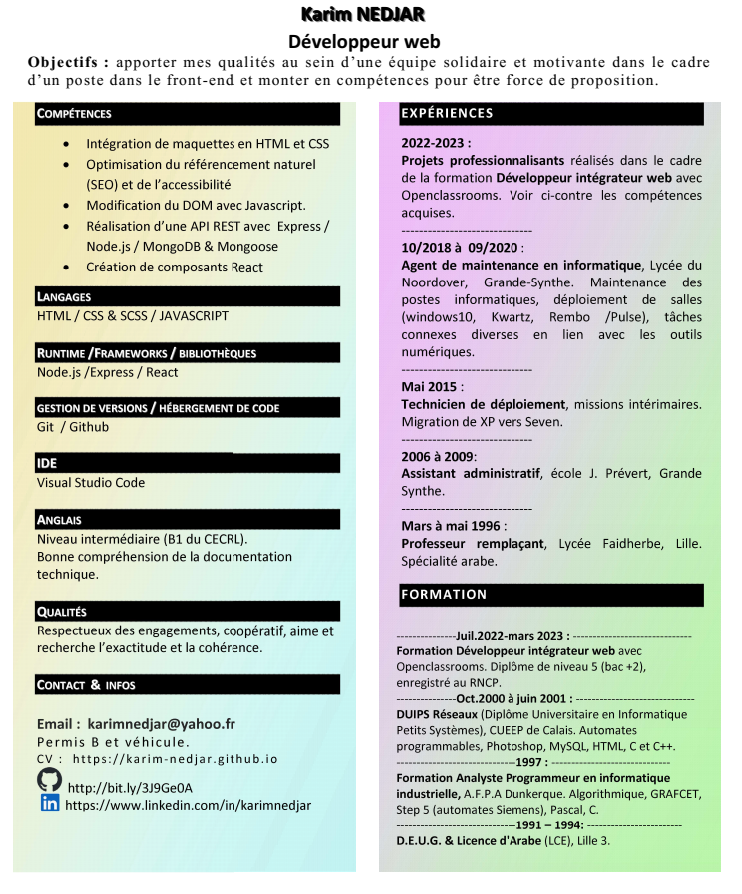 Karim NEDJAR
Développeur web
Objectifs : apporter mes qualités au sein d'une équipe solidaire et motivante dans le cadre
d'un poste dans le front-end et monter en compétences pour être force de proposition.
COMPÉTENCES
• Intégration de maquettes en HTML et CSS
• Optimisation du référencement naturel
(SEO) et de l'accessibilité
• Modification du DOM avec Javascript.
• Réalisation d'une API REST avec Express /
Node.js / MongoDB & Mongoose
• Création de composants React
LANGAGES
HTML / CSS & SCSS / JAVASCRIPT
RUNTIME /FRAMEWORKS / BIBLIOTHÈQUES
Node.js /Express / React
GESTION DE VERSIONS / HÉBERGEMENT DE CODE
Git / Github
IDE
Visual Studio Code
ANGLAIS
Niveau intermédiaire (B1 du CECRL).
Bonne compréhension de la documentation
technique.
QUALITÉS
Respectueux des engagements, coopératif, aime et
recherche l'exactitude et la cohérence.
CONTACT & INFOS
Email : karimnedjar@yahoo.fr
Permis B et véhicule.
CV : https://karim-nedjar.github.io
http://bit.ly/3J9Ge0A
in https://www.linkedin.com/in/karimnedjar
EXPÉRIENCES
2022-2023 :
Projets professionnalisants réalisés dans le cadre
de la formation Développeur intégrateur web avec
Openclassrooms. Voir ci-contre les compétences
acquises.
------------------------------
10/2018 à 09/2020 :
Agent de maintenance en informatique, Lycée du
Noordover, Grande-Synthe. Maintenance des
postes informatiques, déploiement de salles
(windows10, Kwartz, Rembo /Pulse), tâches
connexes diverses en lien avec les outils
numériques.
------------------------------
Mai 2015 :
Technicien de déploiement, missions intérimaires.
Migration de XP vers Seven.
------------------------------
2006 à 2009:
Assistant administratif, école J. Prévert, Grande
Synthe.
------------------------------
Mars à mai 1996 :
Professeur remplaçant, Lycée Faidherbe, Lille.
Spécialité arabe.
FORMATION
---------------Juil.2022-mars 2023 : ------------------------------
Formation Développeur intégrateur web avec
Openclassrooms. Diplôme de niveau 5 (bac +2),
enregistré au RNCP.
---------------Oct.2000 à juin 2001 : ------------------------------
DUIPS Réseaux (Diplôme Universitaire en Informatique
Petits Systèmes), CUEEP de Calais. Automates
programmables, Photoshop, MySQL, HTML, C et C++.
------------------------------1997 : ------------------------------
Formation Analyste Programmeur en informatique
industrielle, A.F.P.A Dunkerque. Algorithmique, GRAFCET,
Step 5 (automates Siemens), Pascal, C.
------------------------------1991 – 1994: ------------------------
D.E.U.G. & Licence d'Arabe (LCE), Lille 3.